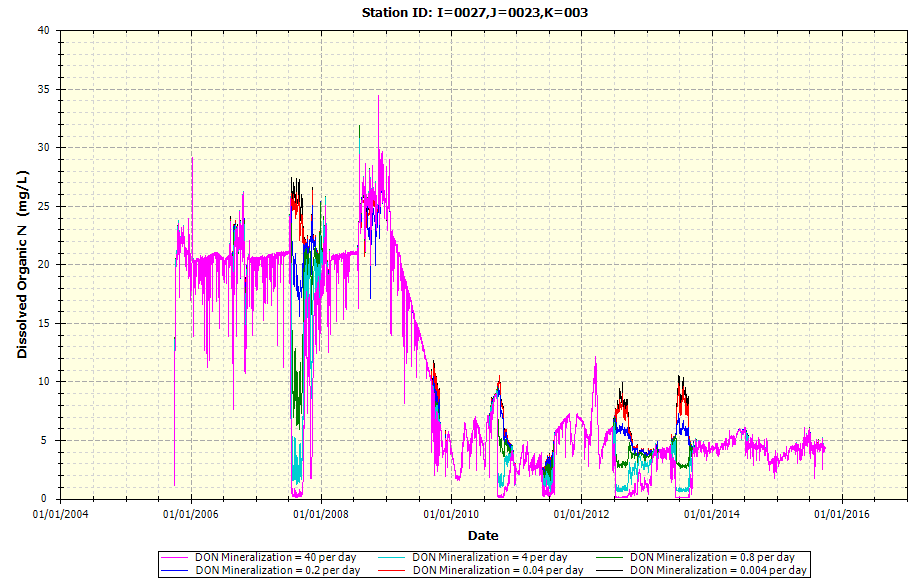 Station ID: I=0027,J=0023,K=003
40
35
30
25
20
15
10
5
0
Dissolved Organic N (mg/L)
01/01/2004 01/01/2006 01/01/2008 01/01/2010 01/01/2012 01/01/2014 01/01/2016
Date
DON Mineralization = 40 per day DON Mineralization = 4 per day DON Mineralization = 0.8 per day
DON Mineralization = 0.2 per day DON Mineralization = 0.04 per day DON Mineralization = 0.004 per day